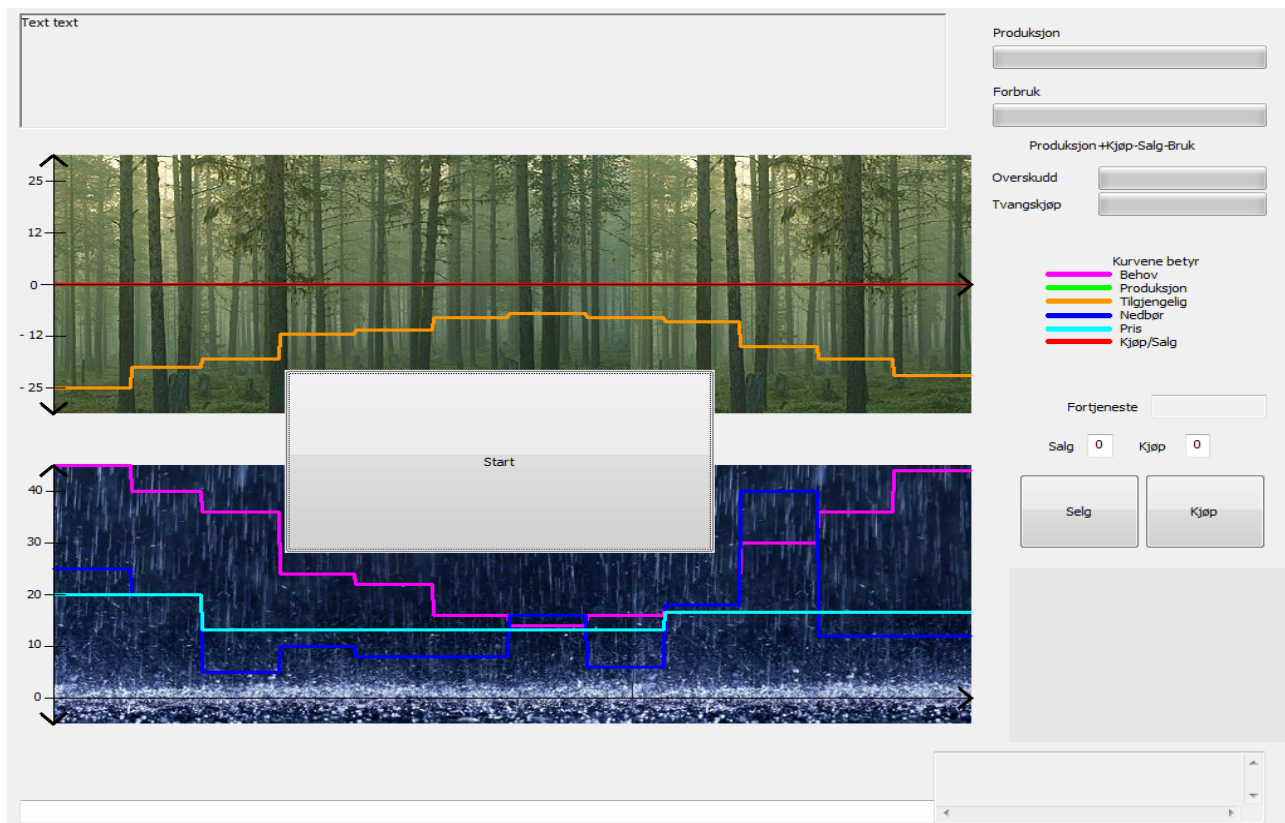 Text text
Produksjon
Forbruk
Produksjon+Kjøp-Salg-Bruk
Overskudd
Tvangskjøp
25
12
0
-12
-25
Kurvene betyr
Behov
Produksjon
Tilgjengelig
Nedbør
Pris
Kjøp/Salg
Fortjeneste
Salg 0 Kjøp 0
Start
Selg Kjøp
40
30
20
10
0